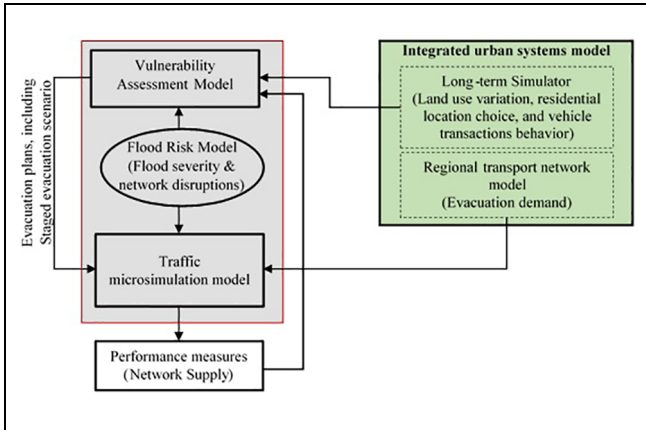 Vulnerability
Assessment Model
Flood Risk Model
(Flood severity &
network disruptions)
Traffic
microsimulation model
Performance measures
(Network Supply)
Evacuation plans, including
Staged evacuation scenario
Integrated urban systems model
Long-term Simulator
(Land use variation, residential
location choice, and vehicle
transactions behavior)
Regional transport network
model
(Evacuation demand)